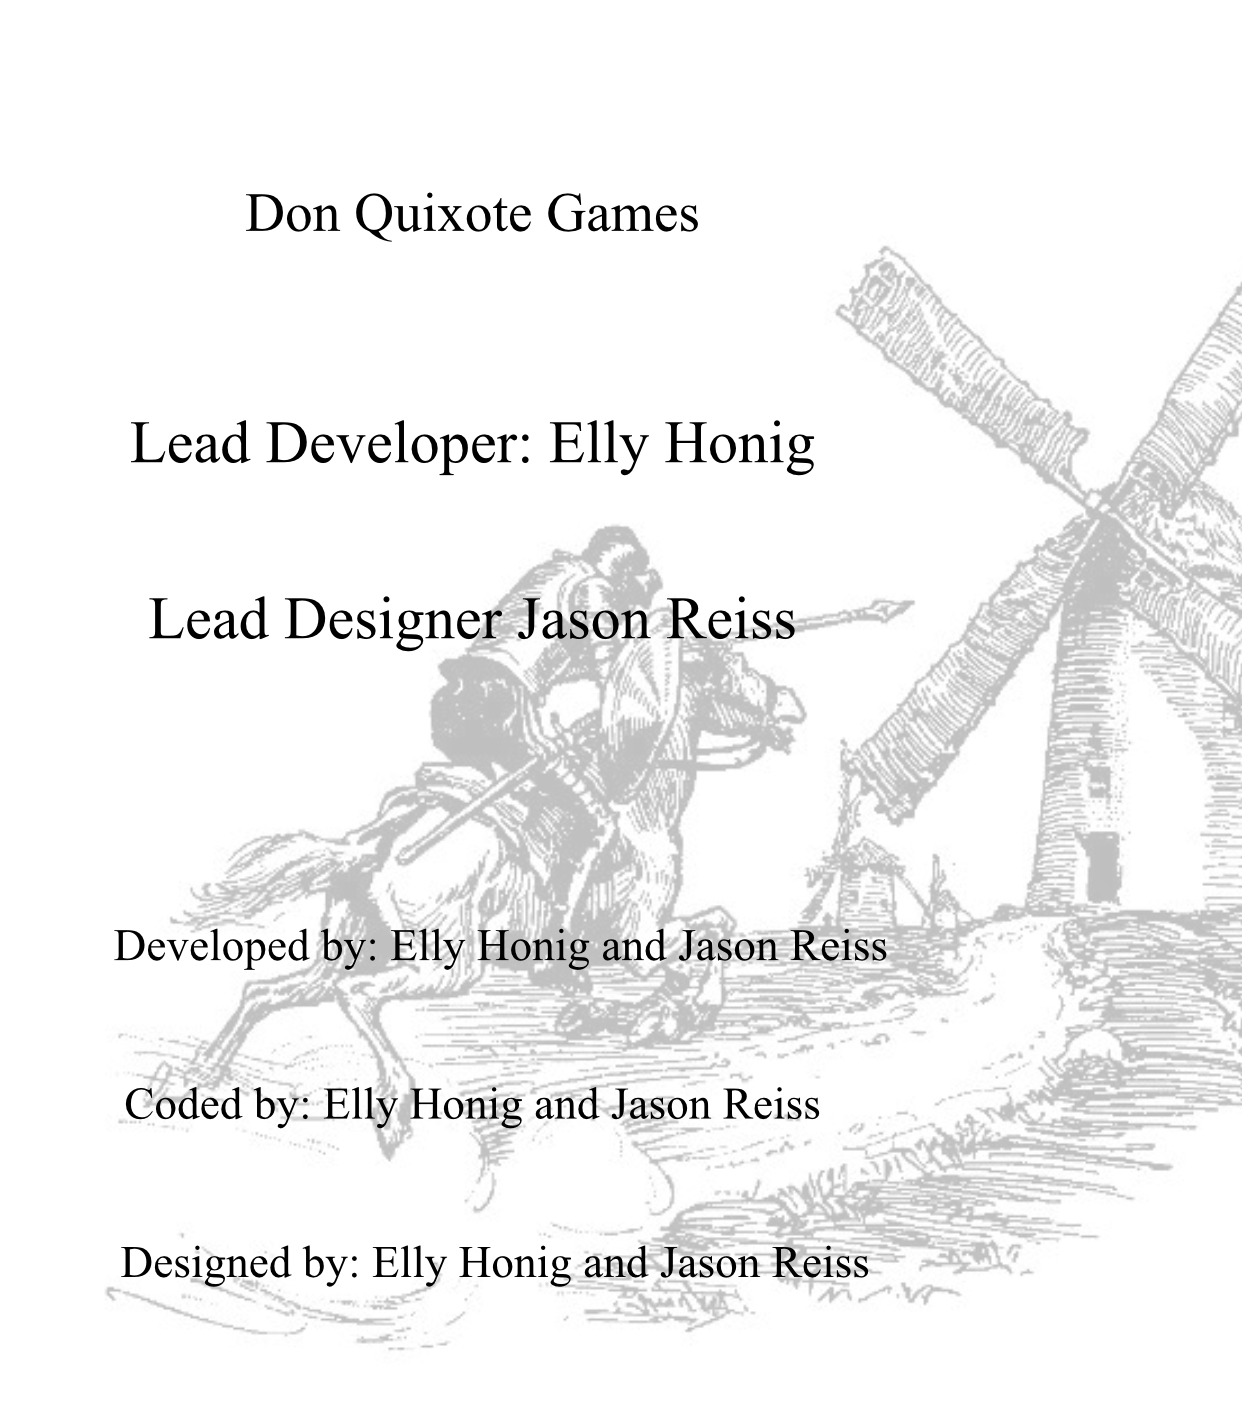 Don Quixote Games
Lead Developer: Elly Honig
Lead Designer Jason Reiss
Developed by: Elly Honig and Jason Reiss
Coded by: Elly Honig and Jason Reiss
Designed by: Elly Honig and Jason Reiss